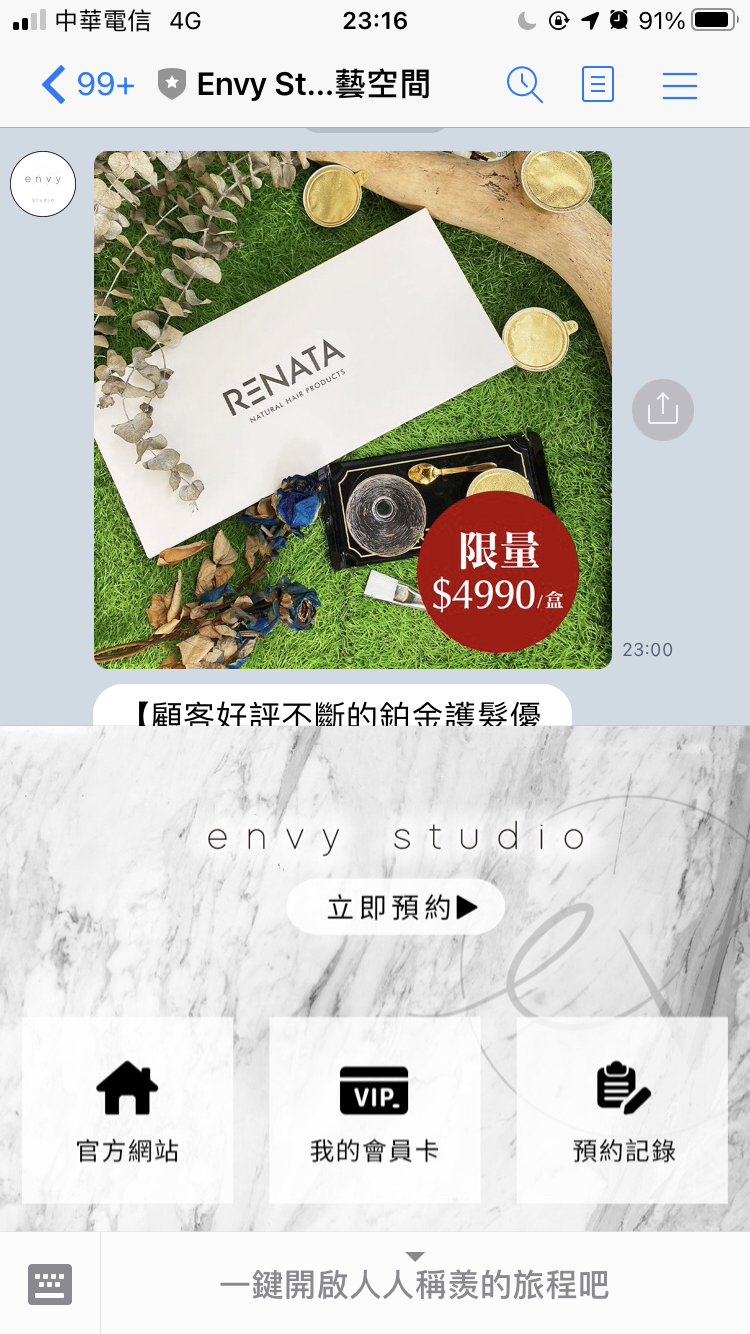 中華電信 4G 23:16 91%
99+ Envy St...藝空間
envy
studio
RENATA
NATURAL HAIR PRODUCTS
限量
$4990/盒
23:00
【顧客好評不斷的鉑金護髮優
envy studio
立即預約▶
VIP
官方網站 我的會員卡 預約記錄
一鍵開啟人人稱羨的旅程吧